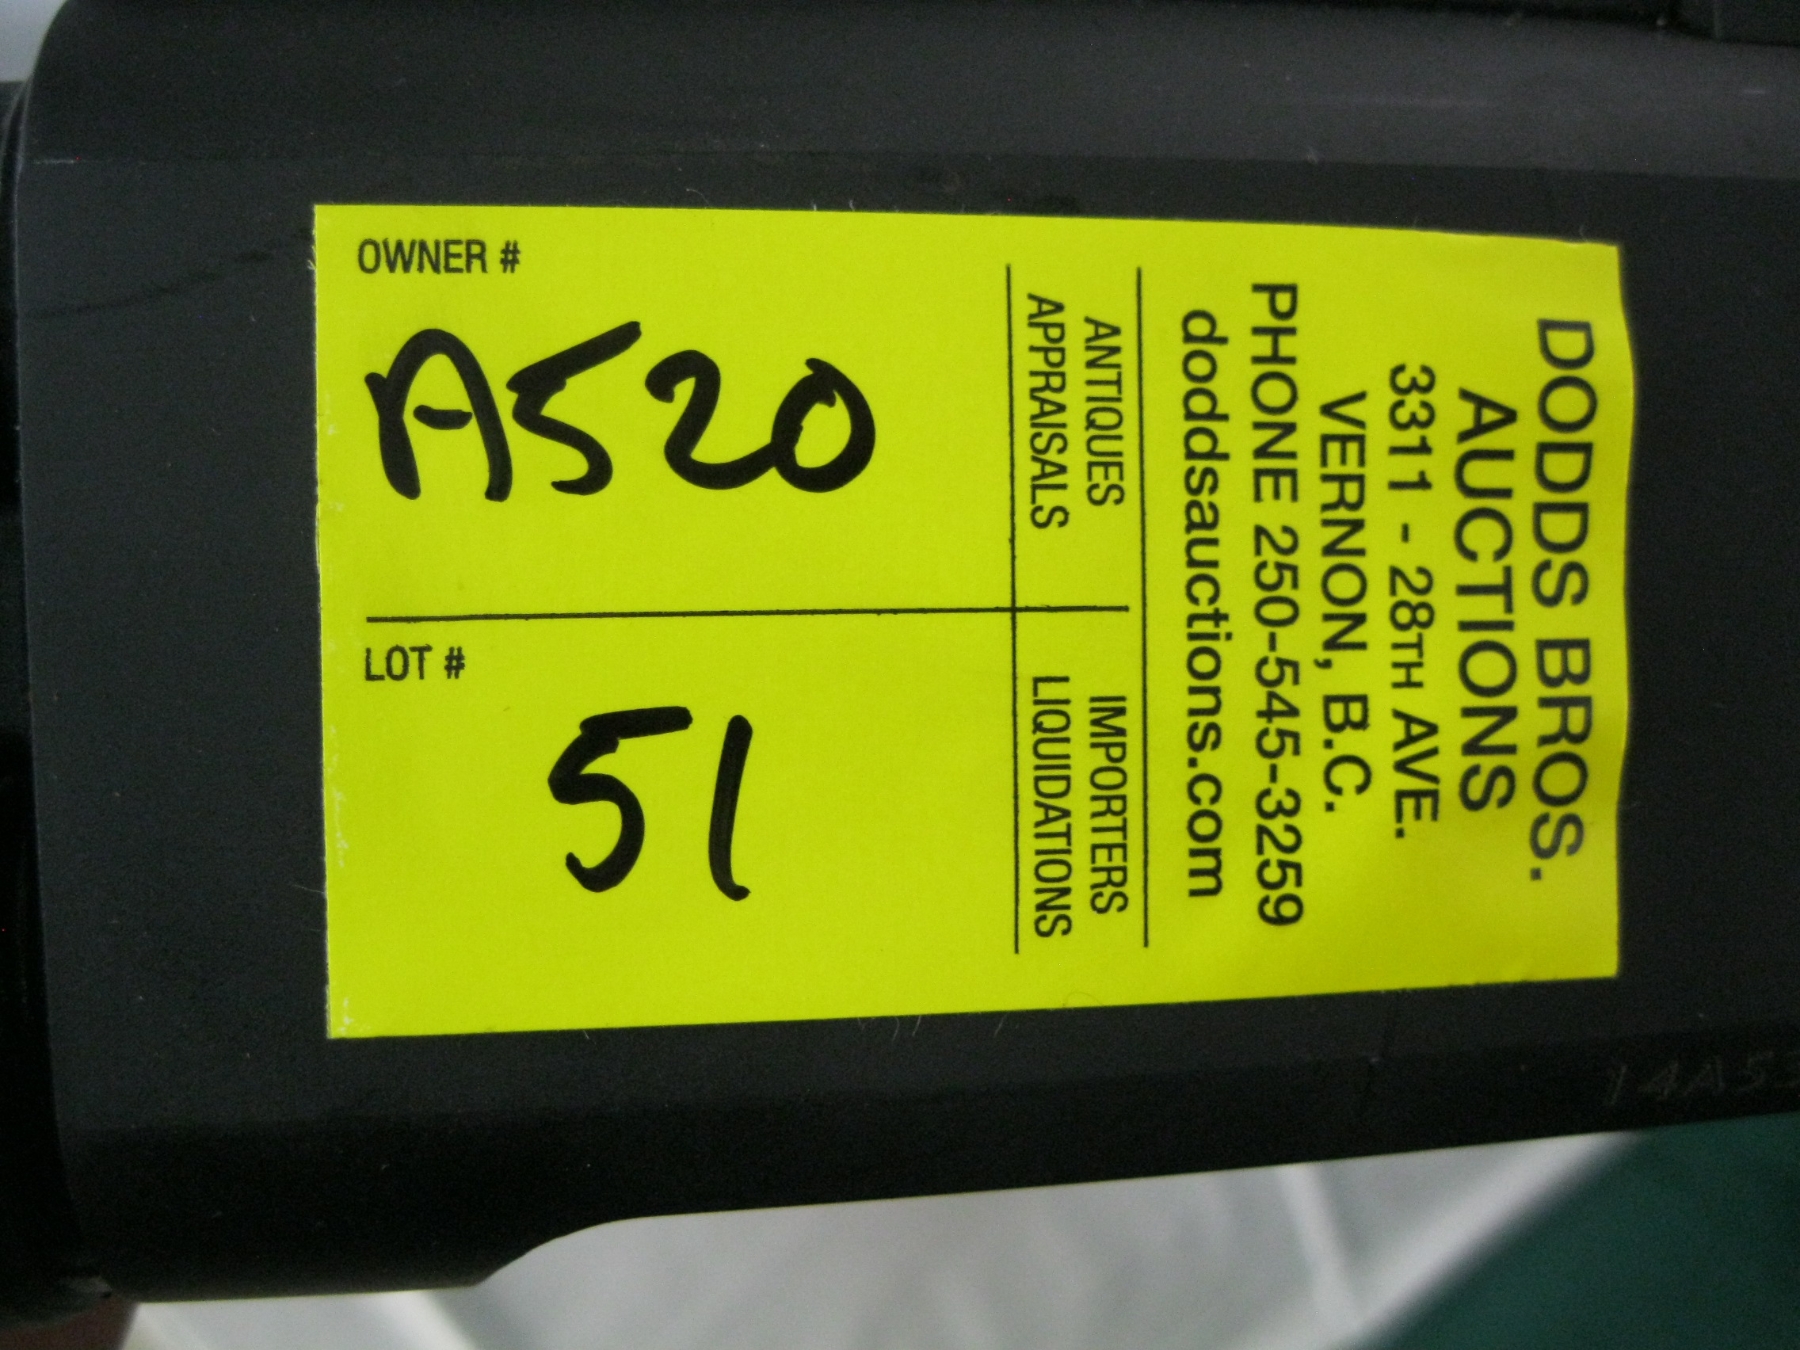 DODDS BROS.
AUCTIONS
3311 - 28TH AVE.
VERNON, B.C.
PHONE 250-545-3259
doddsauctions.com
ANTIQUES
APPRAISALS
IMPORTERS
LIQUIDATIONS
OWNER #
A520
LOT #
51